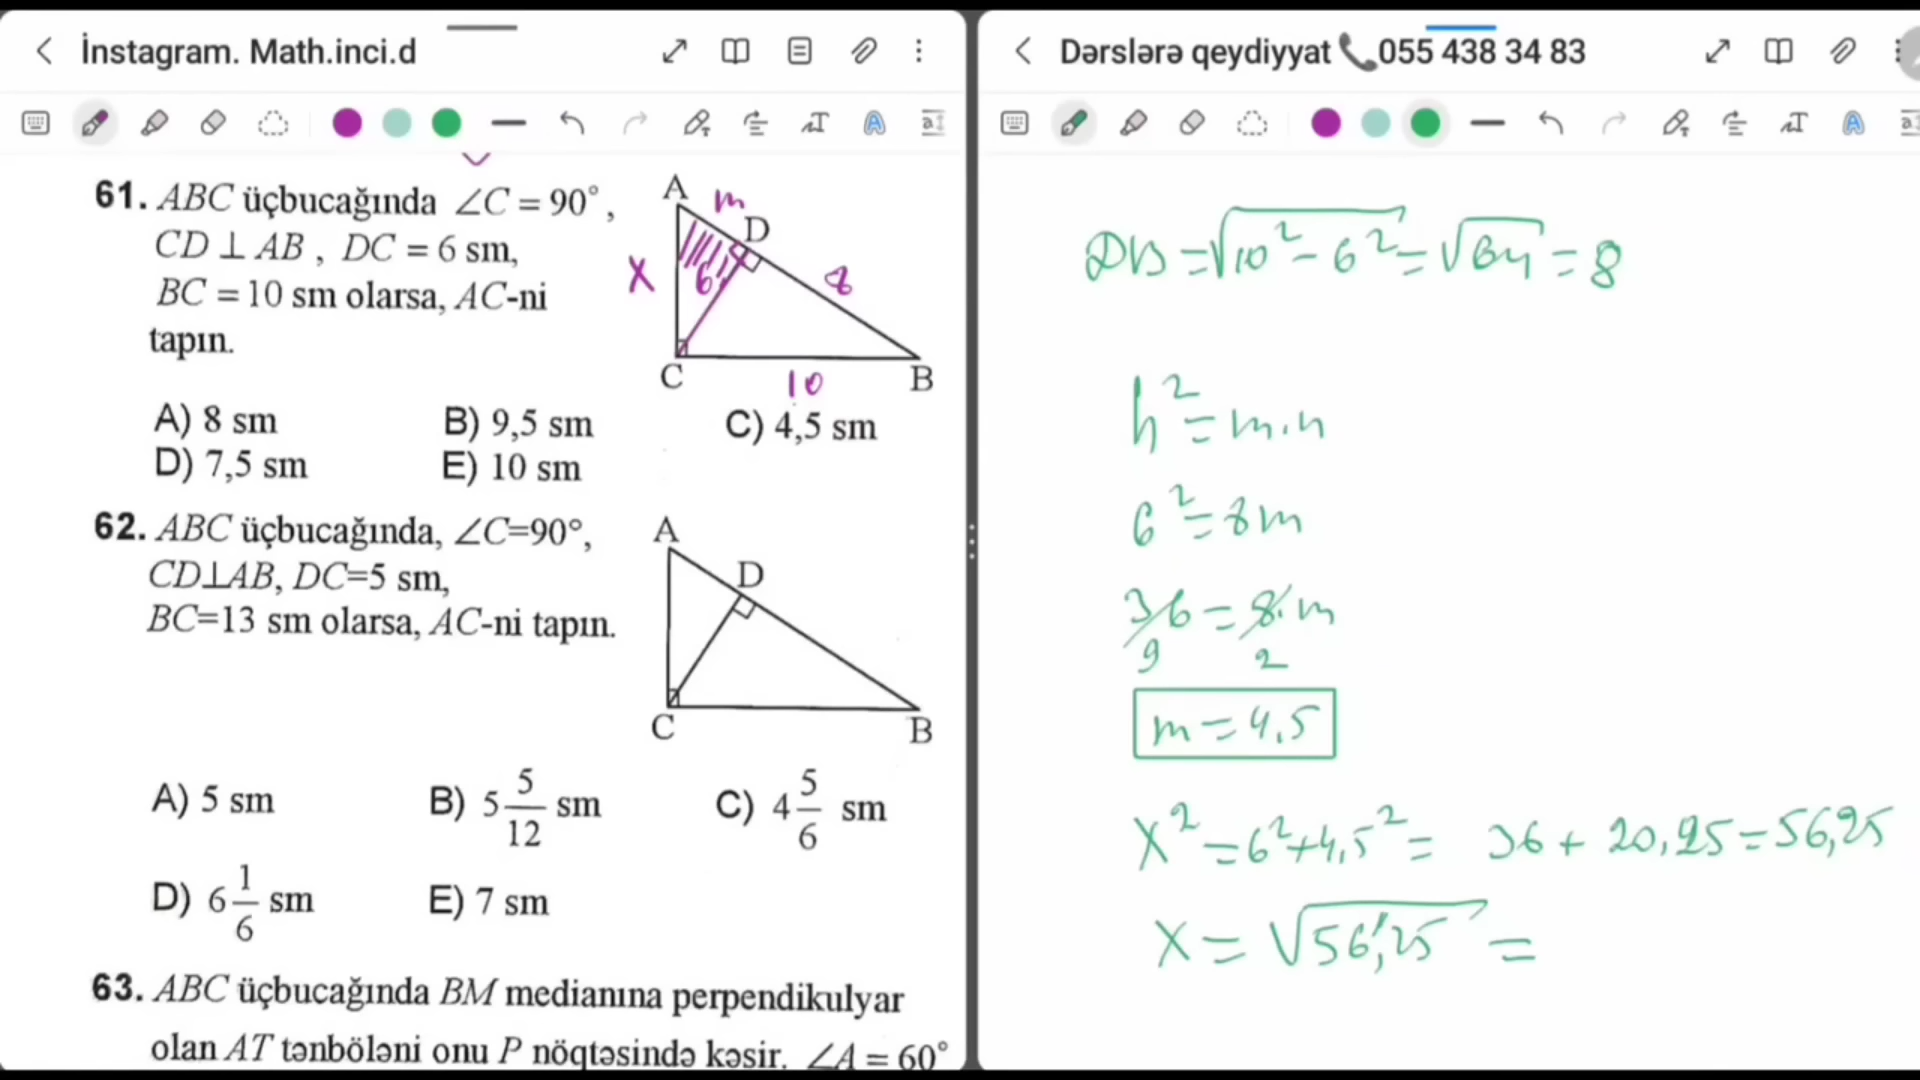 İnstagram. Math.inci.d
61. ABC üçbucağında ∠C = 90°,
CD ⊥ AB, DC = 6 sm,
BC = 10 sm olarsa, AC-ni
tapın.
A
m
D
X
6
8
C
10
B
A) 8 sm B) 9,5 sm C) 4,5 sm
D) 7,5 sm E) 10 sm
62. ABC üçbucağında, ∠C=90°,
CD⊥AB, DC=5 sm,
BC=13 sm olarsa, AC-ni tapın.
A
D
C
B
A) 5 sm B) 5 5/12 sm C) 4 5/6 sm
D) 6 1/6 sm E) 7 sm
63. ABC üçbucağında BM medianına perpendikulyar
olan AT tənböləni onu P nöqtəsində kəsir. ∠A = 60°
Dərslərə qeydiyyat 📞055 438 34 83
DB = √10² - 6² = √64 = 8
h² = m.n
6² = 8m
36 = 8.m
9 2
m = 4,5
X² = 6² + 4,5² = 36 + 20,25 = 56,25
X = √56,25 =